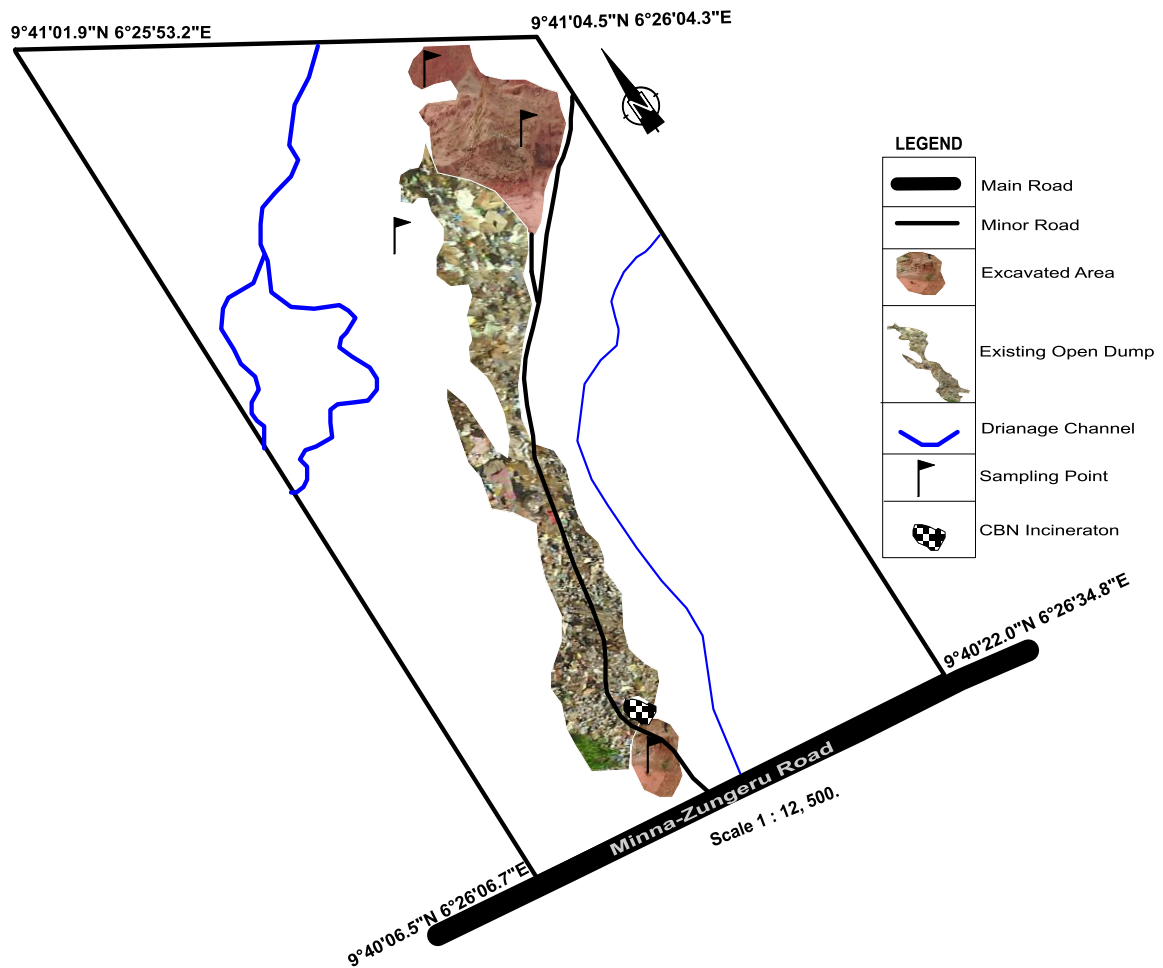 9°41'01.9"N 6°25'53.2"E
9°41'04.5"N 6°26'04.3"E
N
LEGEND
Main Road
Minor Road
Excavated Area
Existing Open Dump
Drianage Channel
Sampling Point
CBN Incineraton
9°40'22.0"N 6°26'34.8"E
Minna-Zungeru Road
Scale 1 : 12, 500.
9°40'06.5"N 6°26'06.7"E